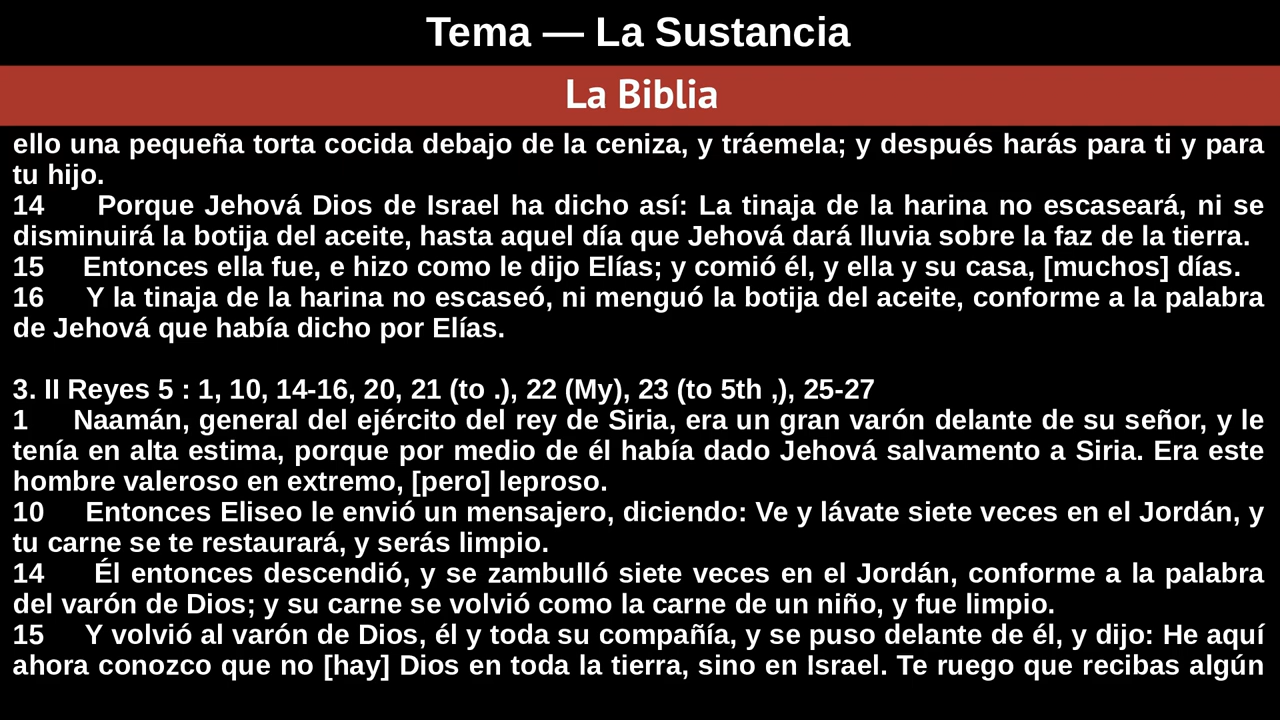 Tema — La Sustancia
La Biblia
ello una pequeña torta cocida debajo de la ceniza, y tráemela; y después harás para ti y para
tu hijo.
14 Porque Jehová Dios de Israel ha dicho así: La tinaja de la harina no escaseará, ni se
disminuirá la botija del aceite, hasta aquel día que Jehová dará lluvia sobre la faz de la tierra.
15 Entonces ella fue, e hizo como le dijo Elías; y comió él, y ella y su casa, [muchos] días.
16 Y la tinaja de la harina no escaseó, ni menguó la botija del aceite, conforme a la palabra
de Jehová que había dicho por Elías.
3. II Reyes 5 : 1, 10, 14-16, 20, 21 (to .), 22 (My), 23 (to 5th ,), 25-27
1 Naamán, general del ejército del rey de Siria, era un gran varón delante de su señor, y le
tenía en alta estima, porque por medio de él había dado Jehová salvamento a Siria. Era este
hombre valeroso en extremo, [pero] leproso.
10 Entonces Eliseo le envió un mensajero, diciendo: Ve y lávate siete veces en el Jordán, y
tu carne se te restaurará, y serás limpio.
14 Él entonces descendió, y se zambulló siete veces en el Jordán, conforme a la palabra
del varón de Dios; y su carne se volvió como la carne de un niño, y fue limpio.
15 Y volvió al varón de Dios, él y toda su compañía, y se puso delante de él, y dijo: He aquí
ahora conozco que no [hay] Dios en toda la tierra, sino en Israel. Te ruego que recibas algún